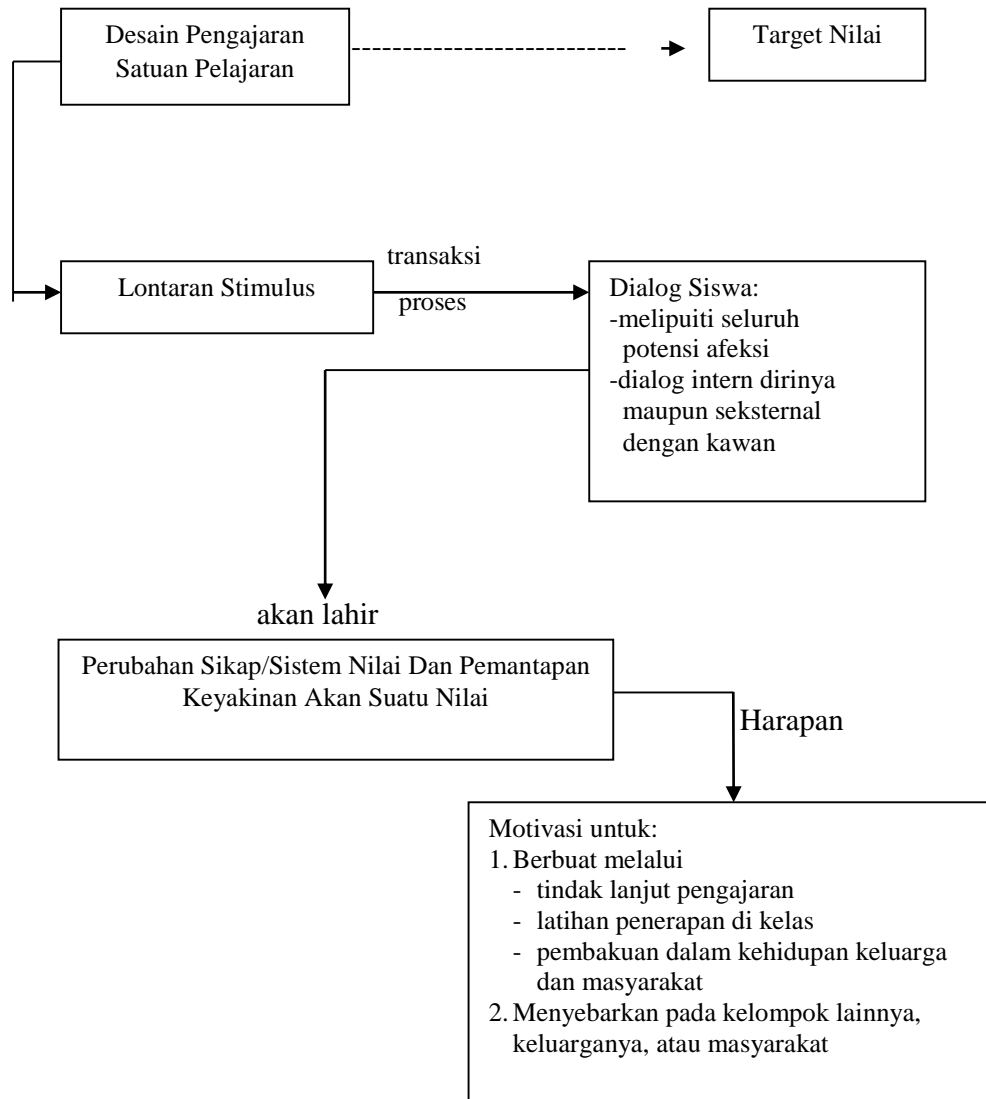 Desain Pengajaran
Satuan Pelajaran
Target Nilai
Lontaran Stimulus
transaksi
proses
Dialog Siswa:
-melipuiti seluruh
potensi afeksi
-dialog intern dirinya
maupun seksternal
dengan kawan
akan lahir
Perubahan Sikap/Sistem Nilai Dan Pemantapan
Keyakinan Akan Suatu Nilai
Harapan
Motivasi untuk:
1. Berbuat melalui
- tindak lanjut pengajaran
- latihan penerapan di kelas
- pembakuan dalam kehidupan keluarga
dan masyarakat
2. Menyebarkan pada kelompok lainnya,
keluarganya, atau masyarakat